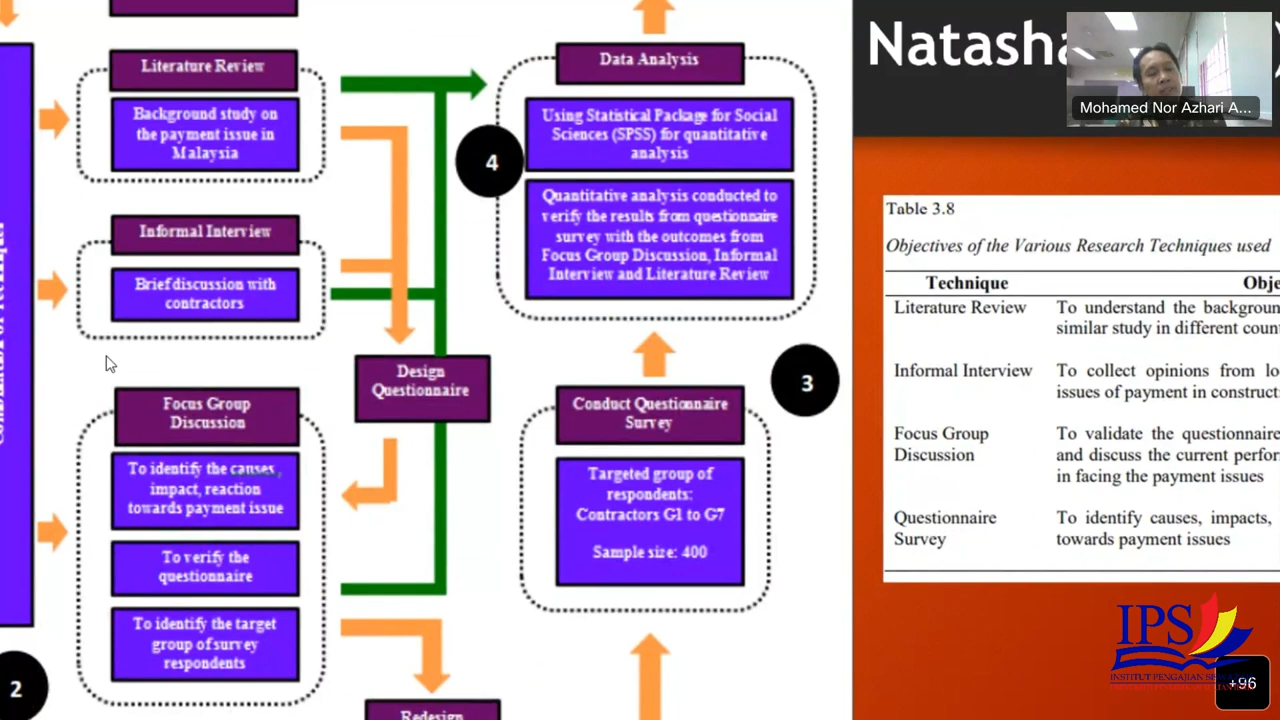 Literature Review
Background study on
the payment issue in
Malaysia
Informal Interview
Brief discussion with
contractors
Focus Group
Discussion
To identify the causes,
impact, reaction
towards payment issue
To verify the
questionnaire
To identify the target
group of survey
respondents
2
Design
Questionnaire
Redesign
Data Analysis
4
Using Statistical Package for Social
Sciences (SPSS) for quantitative
analysis
Quantitative analysis conducted to
verify the results from questionnaire
survey with the outcomes from
Focus Group Discussion, Informal
Interview and Literature Review
3
Conduct Questionnaire
Survey
Targeted group of
respondents:
Contractors G1 to G7
Sample size: 400
Natasha
Mohamed Nor Azhari A...
Table 3.8
Objectives of the Various Research Techniques used
Technique
Obje
Literature Review
To understand the backgroun
similar study in different coun
Informal Interview
To collect opinions from lo
issues of payment in construct
Focus Group
Discussion
To validate the questionnaire
and discuss the current perfor
in facing the payment issues
Questionnaire
Survey
To identify causes, impacts,
towards payment issues
IPS
INSTITUT PENGAJIAN
+96